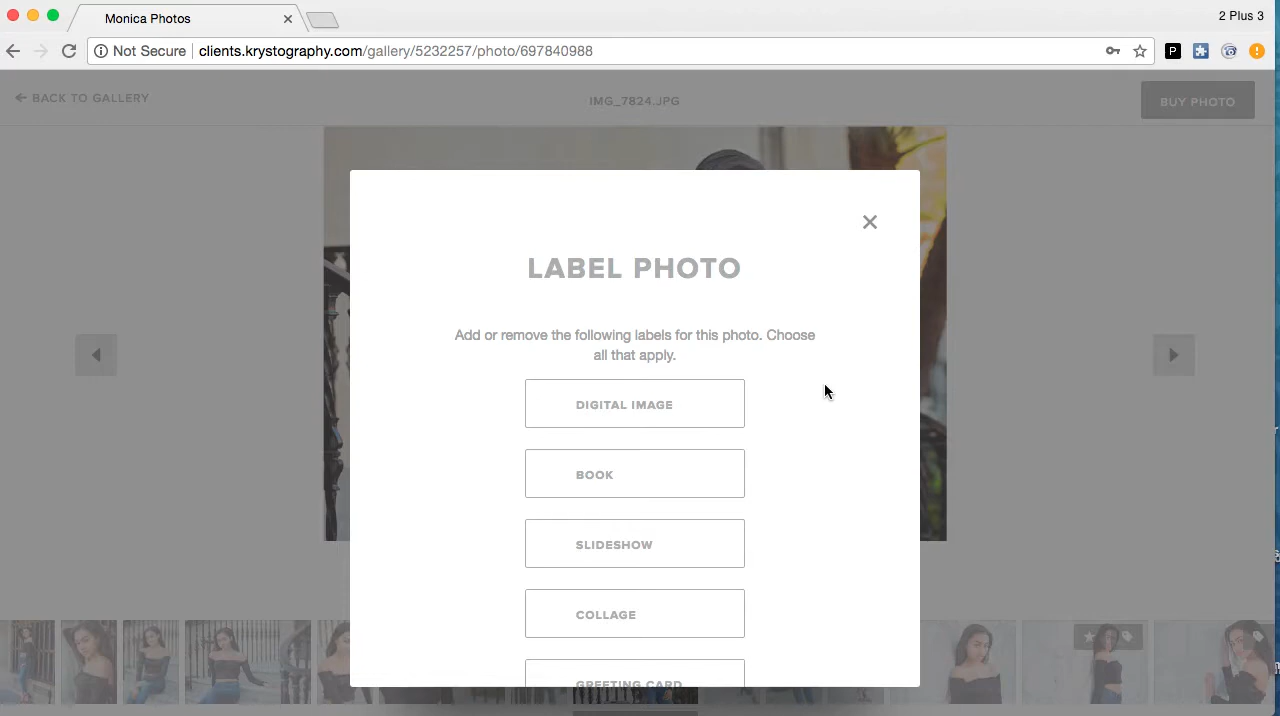 Monica Photos
2 Plus 3
Not Secure
clients.krystography.com/gallery/5232257/photo/697840988
P
BACK TO GALLERY
IMG_7824.JPG
BUY PHOTO
LABEL PHOTO
Add or remove the following labels for this photo. Choose
all that apply.
DIGITAL IMAGE
BOOK
SLIDESHOW
COLLAGE
GREETING CARD